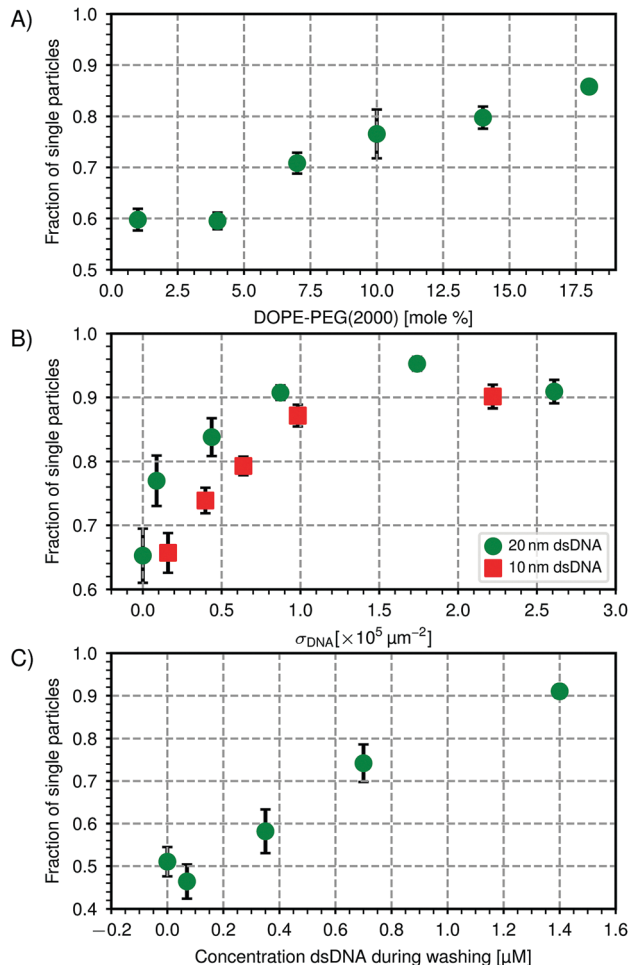 A)
Fraction of single particles
1.0
0.9
0.8
0.7
0.6
0.5
0.0 2.5 5.0 7.5 10.0 12.5 15.0 17.5
DOPE-PEG(2000) [mole %]
B)
Fraction of single particles
1.0
0.9
0.8
0.7
0.6
20 nm dsDNA
10 nm dsDNA
0.0 0.5 1.0 1.5 2.0 2.5 3.0
σDNA[×10⁵ μm⁻²]
C)
Fraction of single particles
1.0
0.9
0.8
0.7
0.6
0.5
0.4
−0.2 0.0 0.2 0.4 0.6 0.8 1.0 1.2 1.4 1.6
Concentration dsDNA during washing [μM]